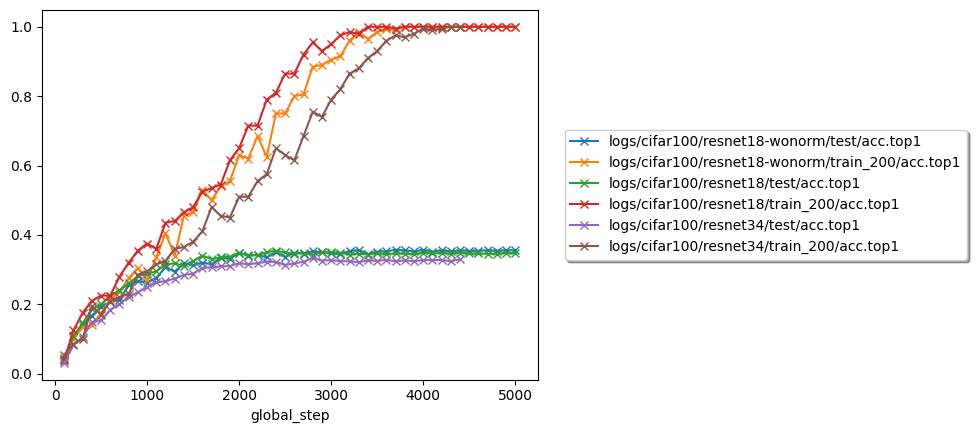 1.0
0.8
0.6
0.4
0.2
0.0
0 1000 2000 3000 4000 5000
global_step
logs/cifar100/resnet18-wonorm/test/acc.top1
logs/cifar100/resnet18-wonorm/train_200/acc.top1
logs/cifar100/resnet18/test/acc.top1
logs/cifar100/resnet18/train_200/acc.top1
logs/cifar100/resnet34/test/acc.top1
logs/cifar100/resnet34/train_200/acc.top1